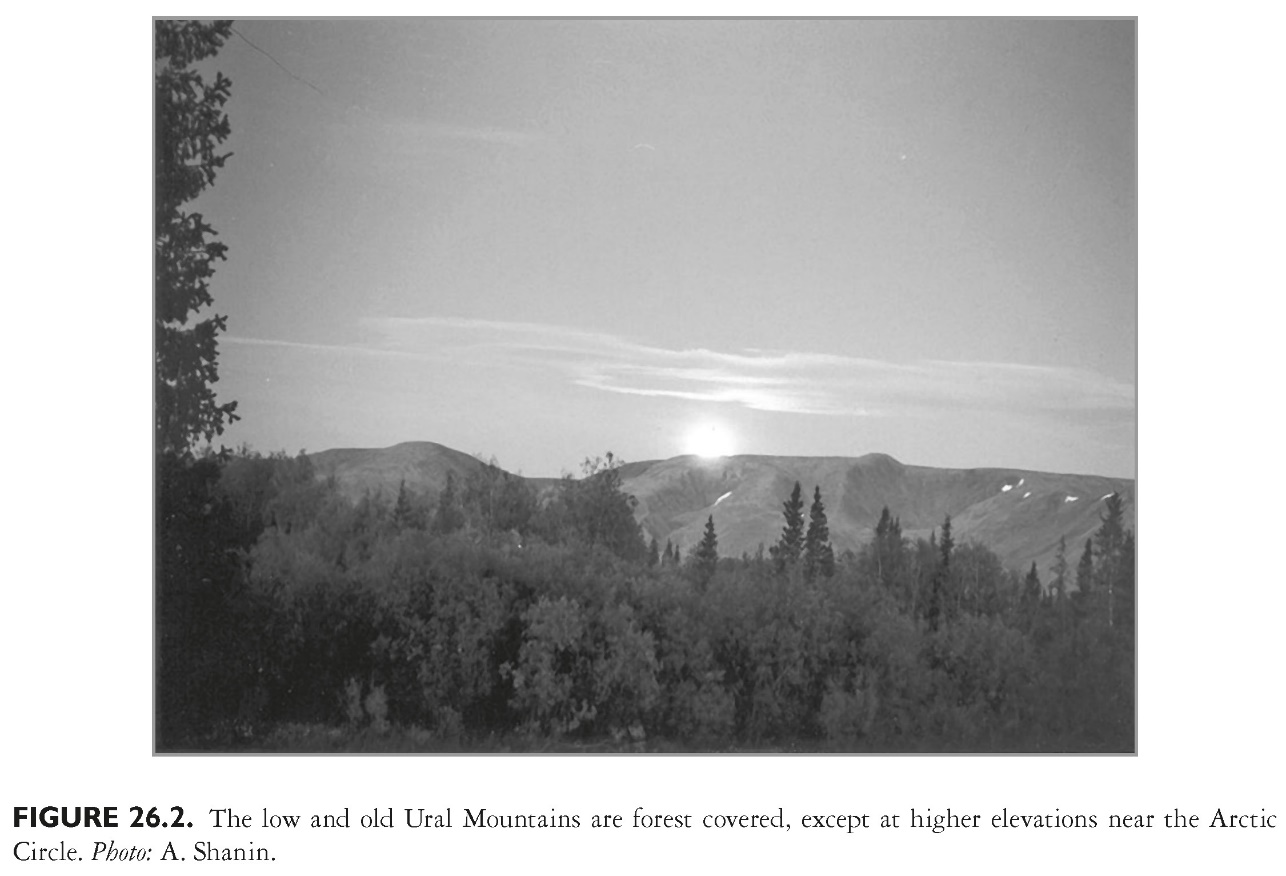 FIGURE 26.2. The low and old Ural Mountains are forest covered, except at higher elevations near the Arctic
Circle. Photo: A. Shanin.